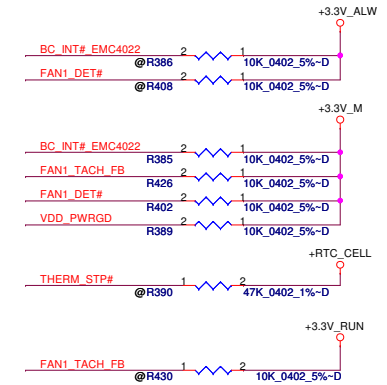 +3.3V_ALW
BC_INT#_EMC4022 2 1
@R386 10K_0402_5%~D
FAN1_DET# 2 1
@R408 10K_0402_5%~D
+3.3V_M
BC_INT#_EMC4022 2 1
R385 10K_0402_5%~D
FAN1_TACH_FB 2 1
R426 10K_0402_5%~D
FAN1_DET# 2 1
R402 10K_0402_5%~D
VDD_PWRGD 2 1
R389 10K_0402_5%~D
+RTC_CELL
THERM_STP# 1 2
@R390 47K_0402_1%~D
+3.3V_RUN
FAN1_TACH_FB 1 2
@R430 10K_0402_5%~D